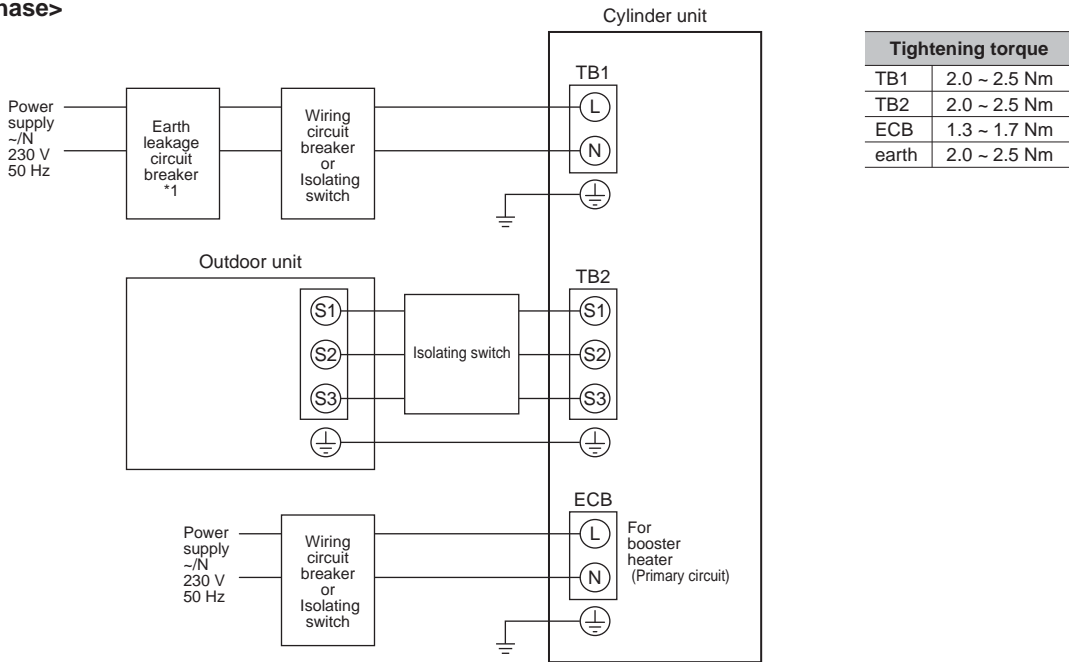 hase>
Cylinder unit
Tightening torque
TB1 2.0 ~ 2.5 Nm
TB2 2.0 ~ 2.5 Nm
ECB 1.3 ~ 1.7 Nm
earth 2.0 ~ 2.5 Nm
Power
supply
~/N
230 V
50 Hz
Earth
leakage
circuit
breaker
*1
Wiring
circuit
breaker
or
Isolating
switch
TB1
L
N
Outdoor unit
S1
S2
S3
Isolating switch
TB2
S1
S2
S3
Power
supply
~/N
230 V
50 Hz
Wiring
circuit
breaker
or
Isolating
switch
ECB
L
N
For
booster
heater
(Primary circuit)